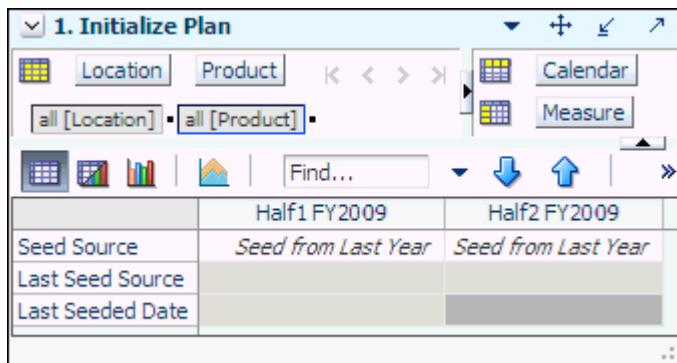 1. Initialize Plan
Location Product
Calendar
all [Location] all [Product]
Measure
Find...
Half1 FY2009 Half2 FY2009
Seed Source Seed from Last Year Seed from Last Year
Last Seed Source
Last Seeded Date